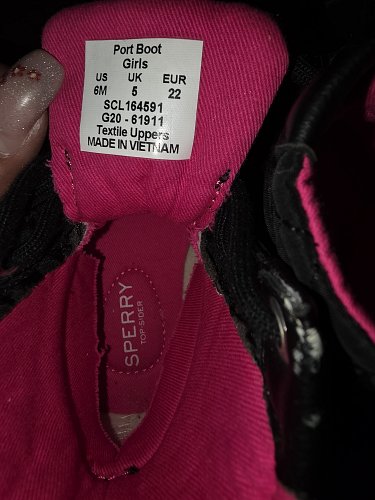 Port Boot
Girls
US UK EUR
6M 5 22
SCL164591
G20 - 61911
Textile Uppers
MADE IN VIETNAM
SPERRY
TOP-SIDER